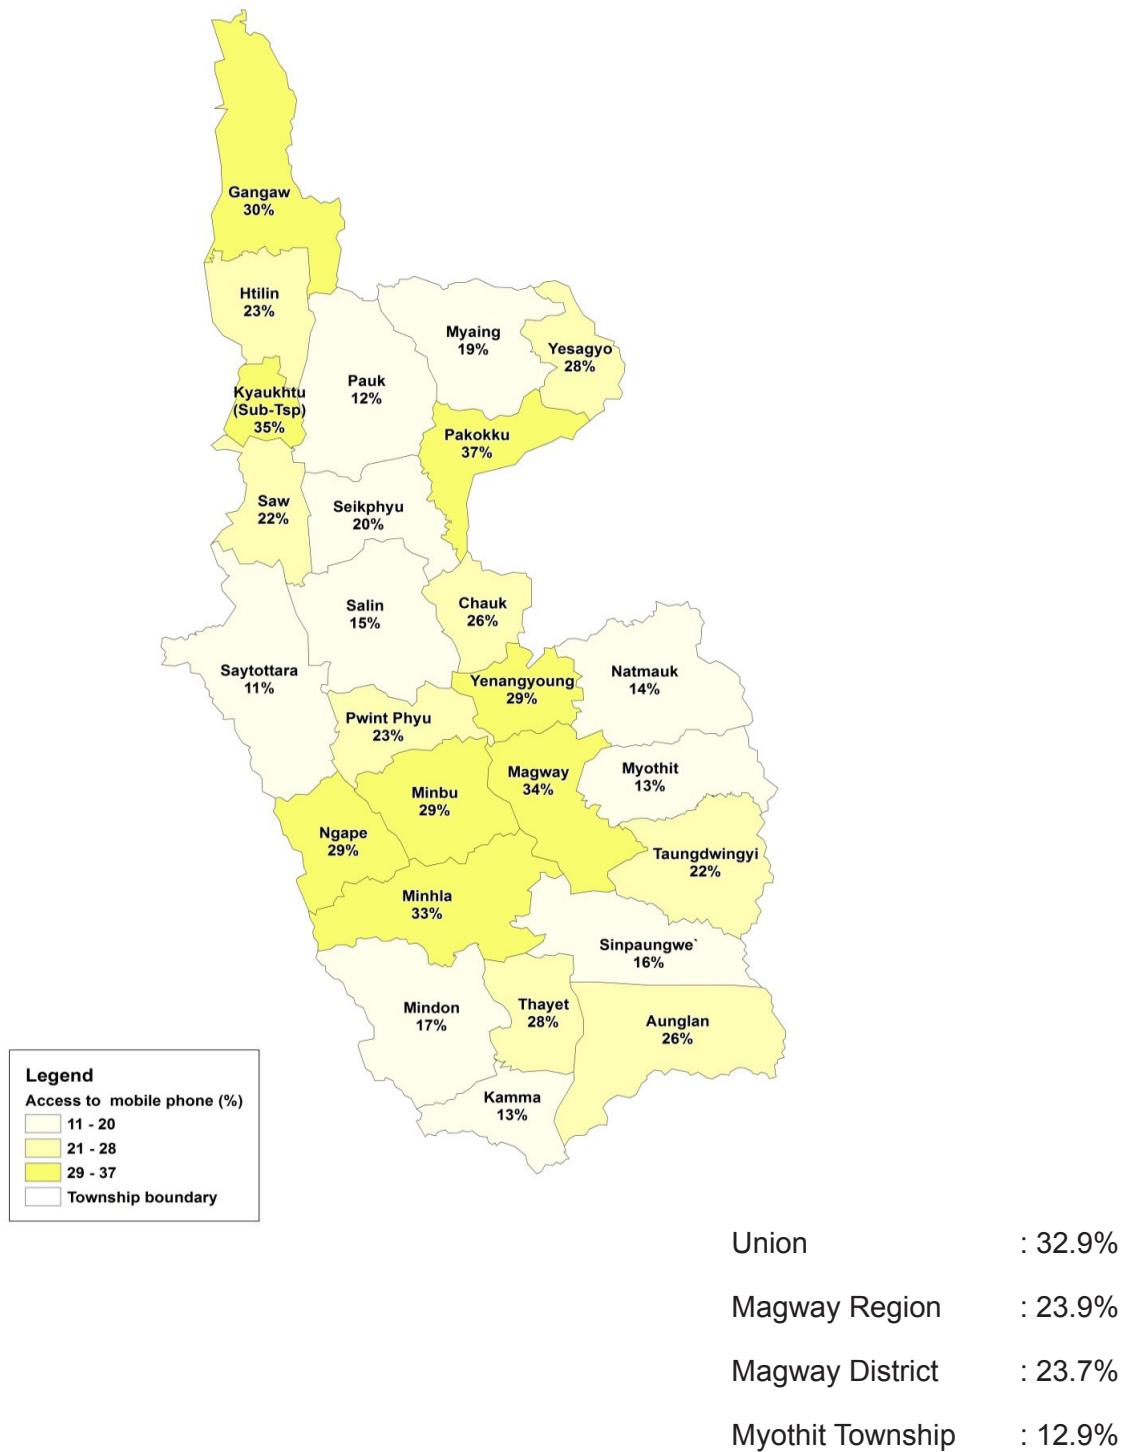 Gangaw
30%
Htilin
23%
Myaing
19%
Yesagyo
28%
Pauk
12%
Kyaukhtu
(Sub-Tsp)
35%
Pakokku
37%
Saw
22%
Seikphyu
20%
Salin
15%
Chauk
26%
Saytottara
11%
Yenangyoung
29%
Natmauk
14%
Pwint Phyu
23%
Magway
34%
Myothit
13%
Minbu
29%
Ngape
29%
Taungdwingyi
22%
Minhla
33%
Sinpaungwe`
16%
Mindon
17%
Thayet
28%
Aunglan
26%
Kamma
13%
Legend
Access to mobile phone (%)
11 - 20
21 - 28
29 - 37
Township boundary
Union : 32.9%
Magway Region : 23.9%
Magway District : 23.7%
Myothit Township : 12.9%